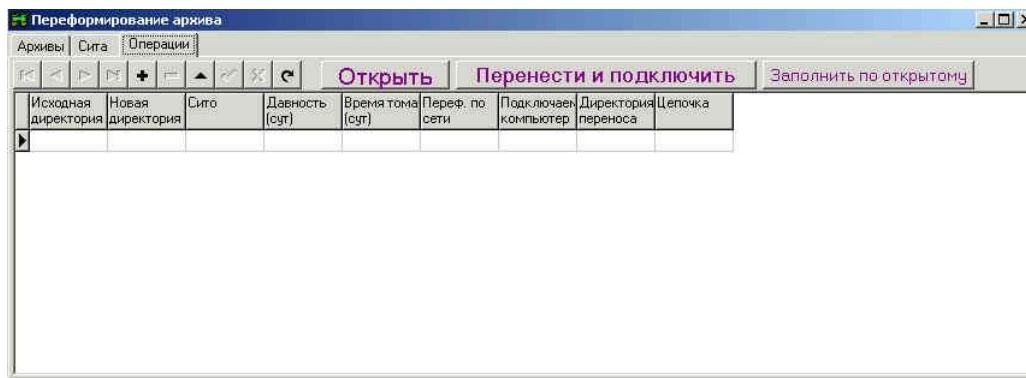 Переформирование архива
Архивы Сита Операции
Открыть Перенести и подключить Заполнить по открытому
Исходная директория Новая директория Сито Давность (сут) Время тома (сут) Переф. по сети Подключаем компьютер Директория переноса Цепочка